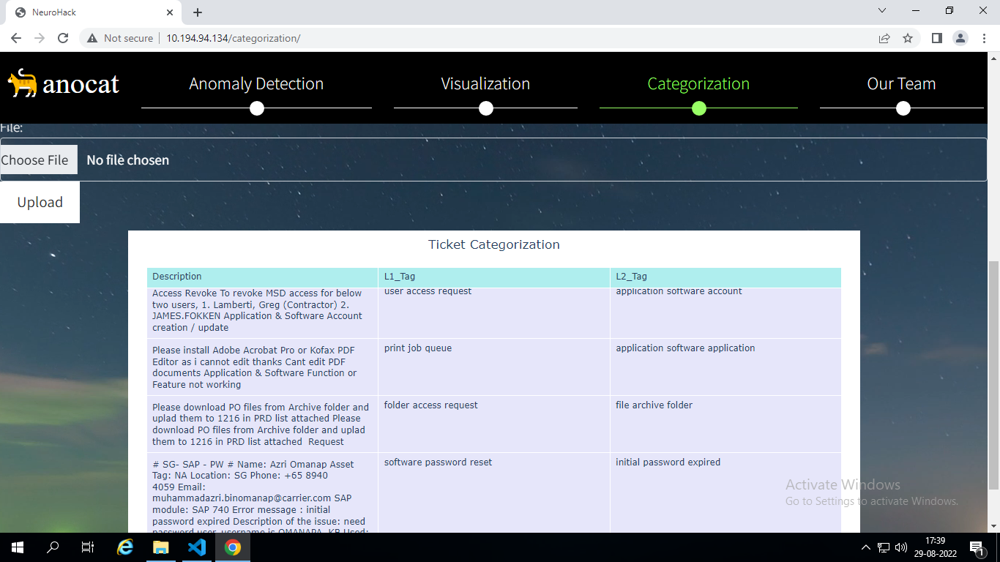 NeuroHack
Not secure
10.194.94.134/categorization/
anocat
Anomaly Detection
Visualization
Categorization
Our Team
File:
Choose File
No file chosen
Upload
Ticket Categorization
Description
L1_Tag
L2_Tag
Access Revoke To revoke MSD access for below
two users, 1. Lamberti, Greg (Contractor) 2.
JAMES.FOKKEN Application & Software Account
creation / update
user access request
application software account
Please install Adobe Acrobat Pro or Kofax PDF
Editor as i cannot edit thanks Cant edit PDF
documents Application & Software Function or
Feature not working
print job queue
application software application
Please download PO files from Archive folder and
uplad them to 1216 in PRD list attached Please
download PO files from Archive folder and uplad
them to 1216 in PRD list attached  Request
folder access request
file archive folder
# SG- SAP - PW # Name: Azri Omanap Asset
Tag: NA Location: SG Phone: +65 8940
4059 Email:
muhammadazri.binomanap@carrier.com SAP
module: SAP 740 Error message : initial
password expired Description of the issue: need
password user. username is OMANAPA. KB Used:
software password reset
initial password expired
Activate Windows
Go to Settings to activate Windows.
17:39
29-08-2022
1